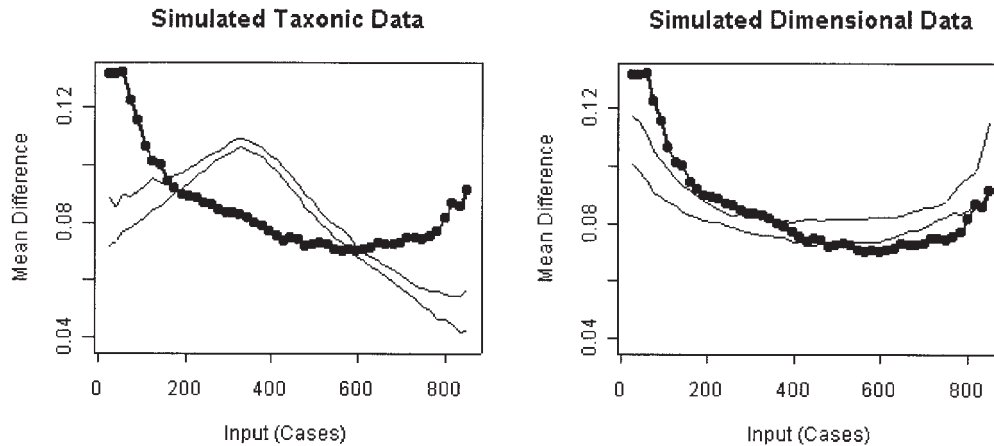 Simulated Taxonic Data
Mean Difference
0.04
0.08
0.12
0
200
400
600
800
Input (Cases)
Simulated Dimensional Data
Mean Difference
0.04
0.08
0.12
0
200
400
600
800
Input (Cases)